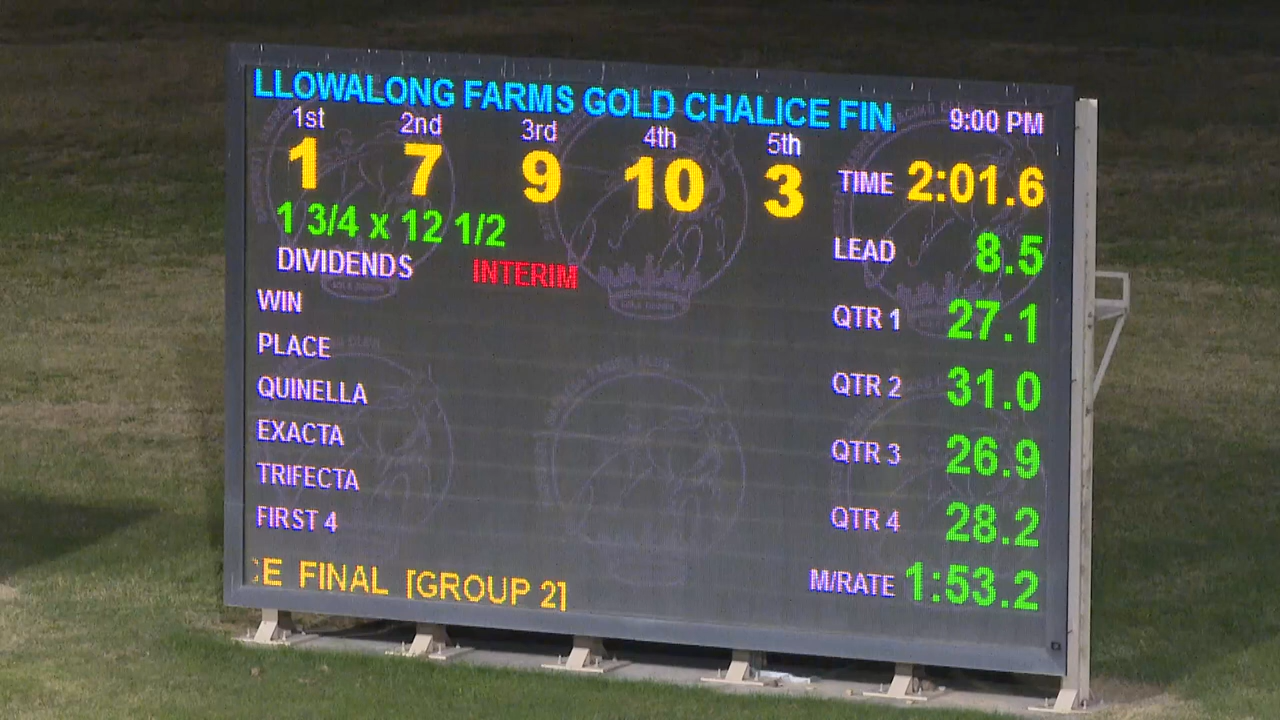 LLOWALONG FARMS GOLD CHALICE FIN
9:00 PM
1st 2nd 3rd 4th 5th
1 7 9 10 3
TIME 2:01.6
1 3/4 x 12 1/2
LEAD 8.5
DIVIDENDS INTERIM
WIN
QTR 1 27.1
PLACE
QUINELLA
QTR 2 31.0
EXACTA
QTR 3 26.9
TRIFECTA
FIRST 4
QTR 4 28.2
E FINAL [GROUP 2]
M/RATE 1:53.2